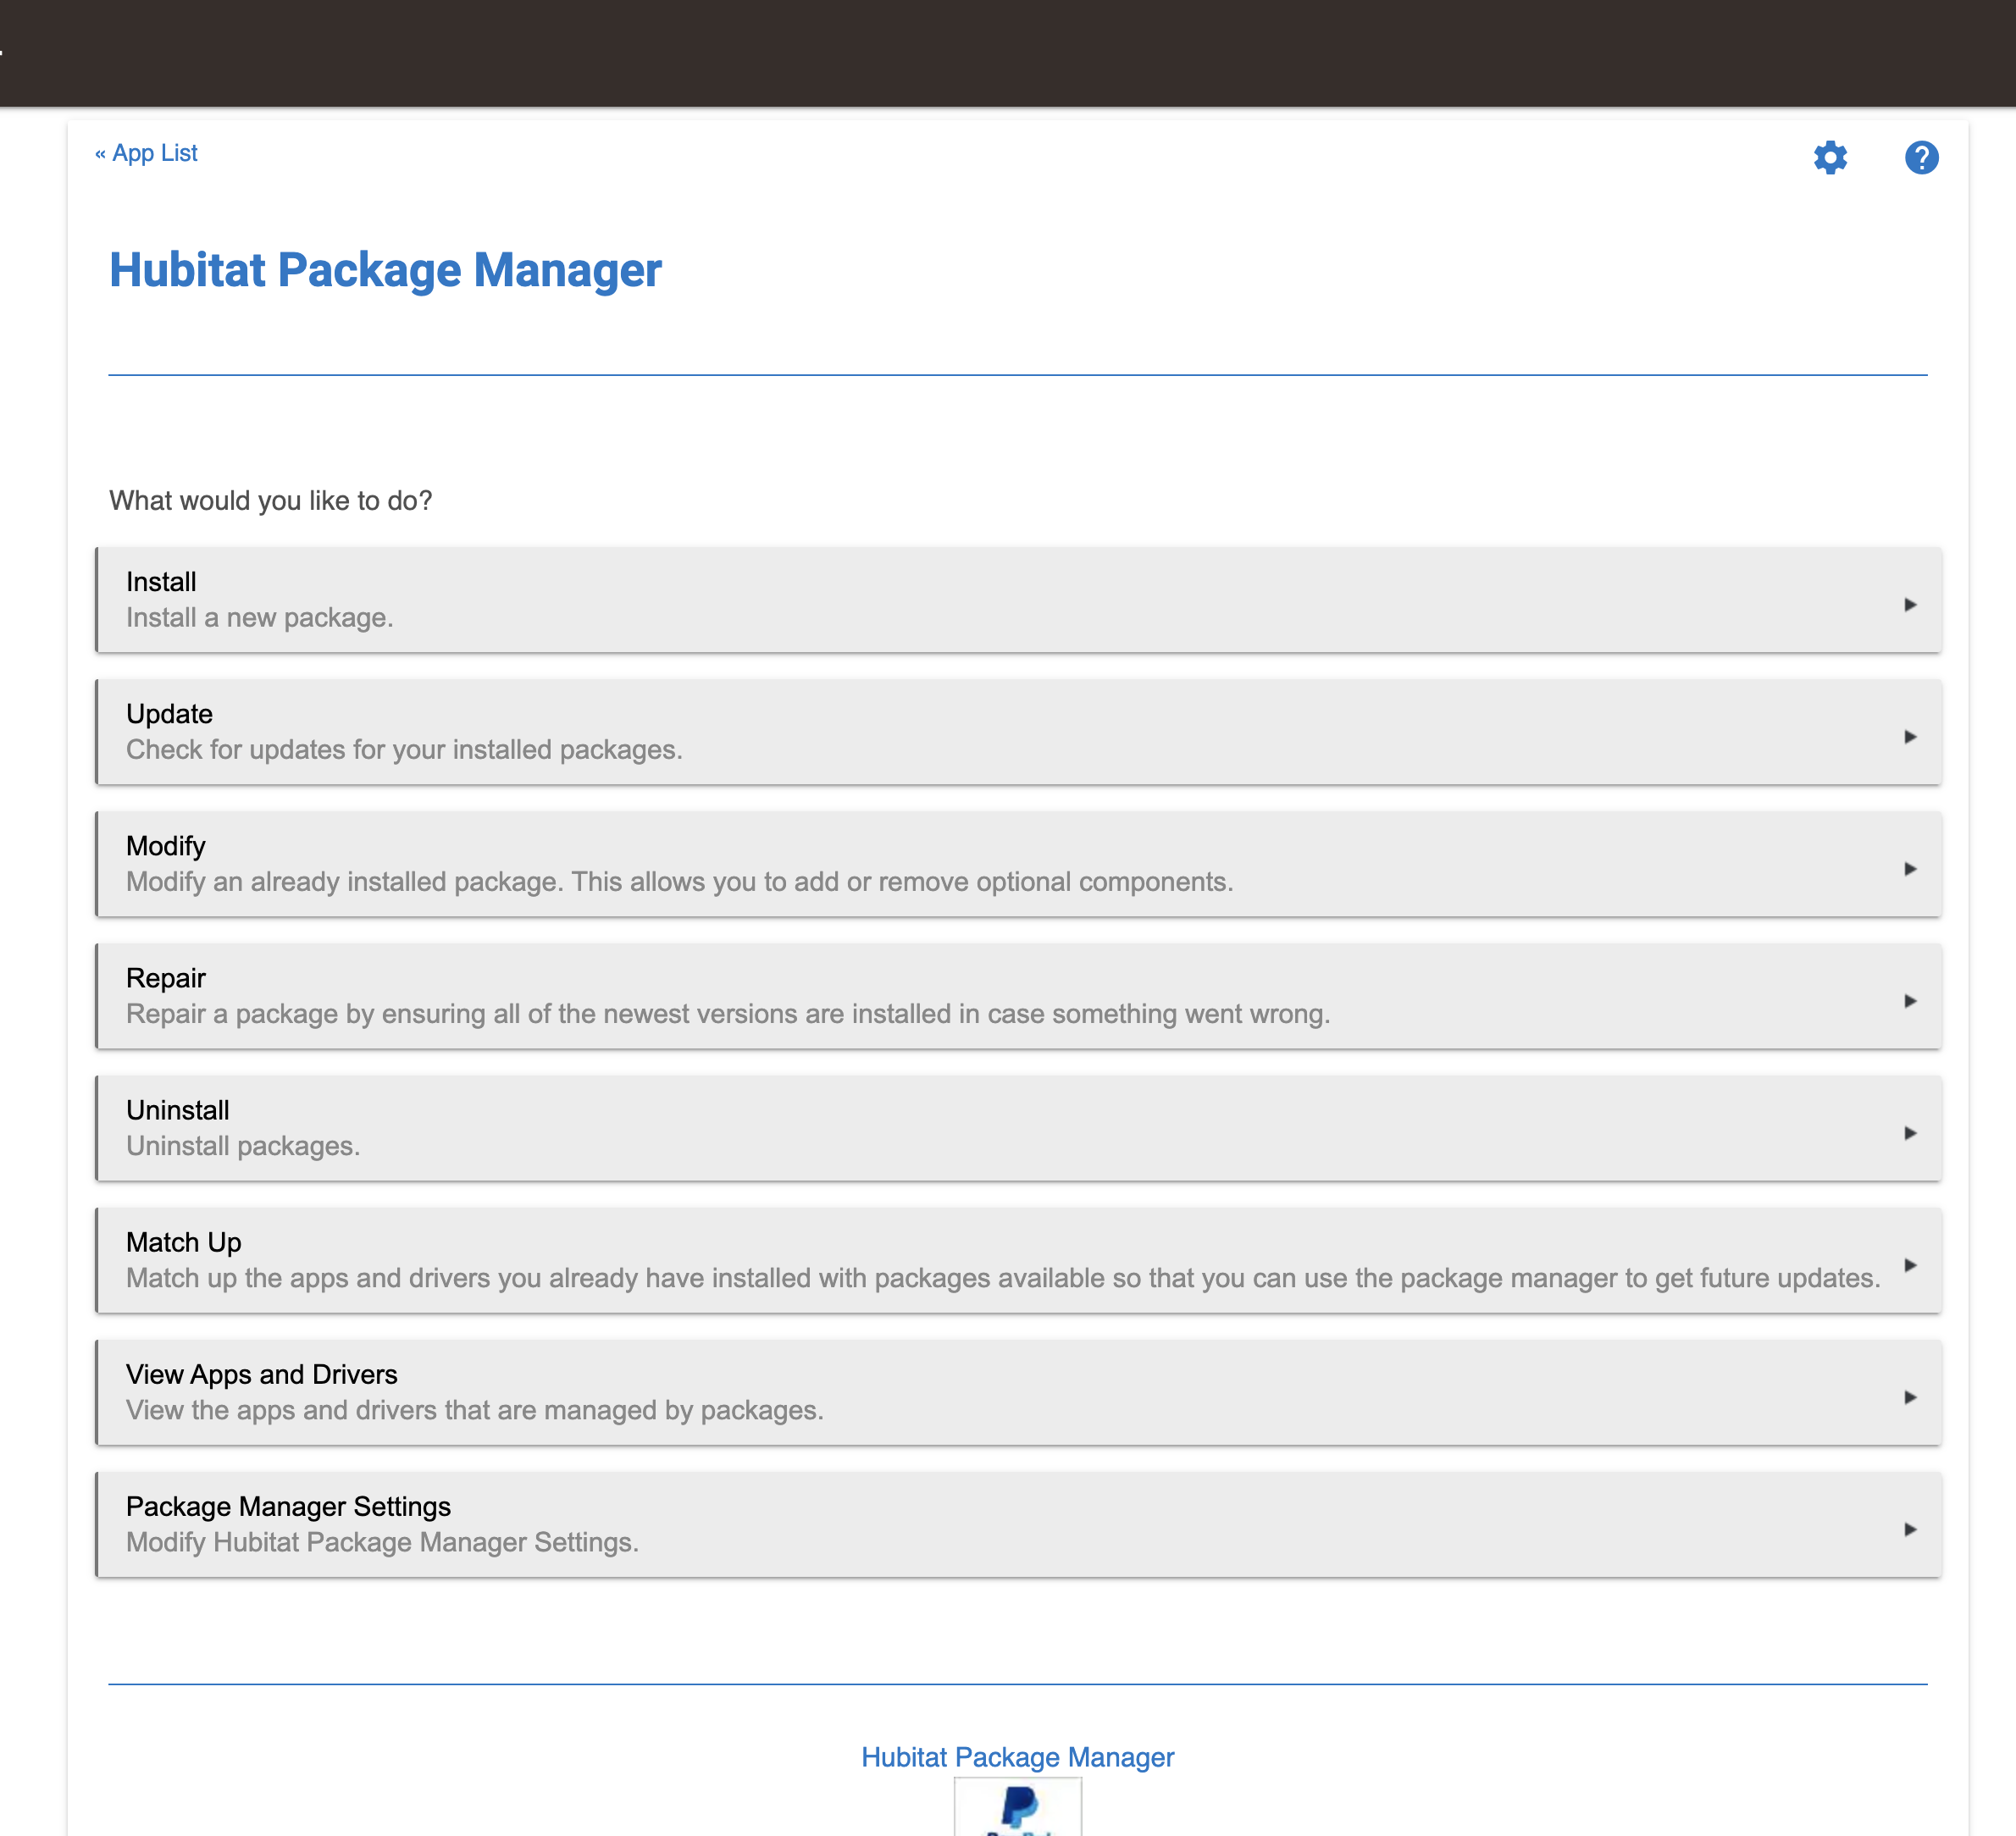 « App List
Hubitat Package Manager
What would you like to do?
Install
Install a new package.
Update
Check for updates for your installed packages.
Modify
Modify an already installed package. This allows you to add or remove optional components.
Repair
Repair a package by ensuring all of the newest versions are installed in case something went wrong.
Uninstall
Uninstall packages.
Match Up
Match up the apps and drivers you already have installed with packages available so that you can use the package manager to get future updates.
View Apps and Drivers
View the apps and drivers that are managed by packages.
Package Manager Settings
Modify Hubitat Package Manager Settings.
Hubitat Package Manager